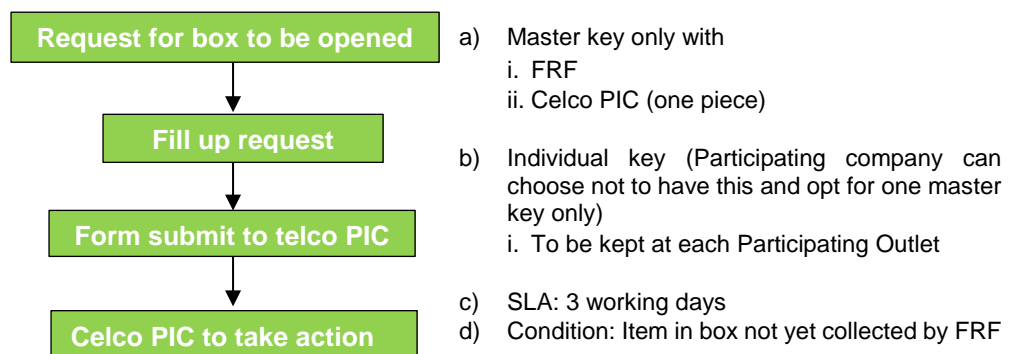 Request for box to be opened
Fill up request
Form submit to telco PIC
Celco PIC to take action
a) Master key only with
i. FRF
ii. Celco PIC (one piece)
b) Individual key (Participating company can
choose not to have this and opt for one master
key only)
i. To be kept at each Participating Outlet
c) SLA: 3 working days
d) Condition: Item in box not yet collected by FRF